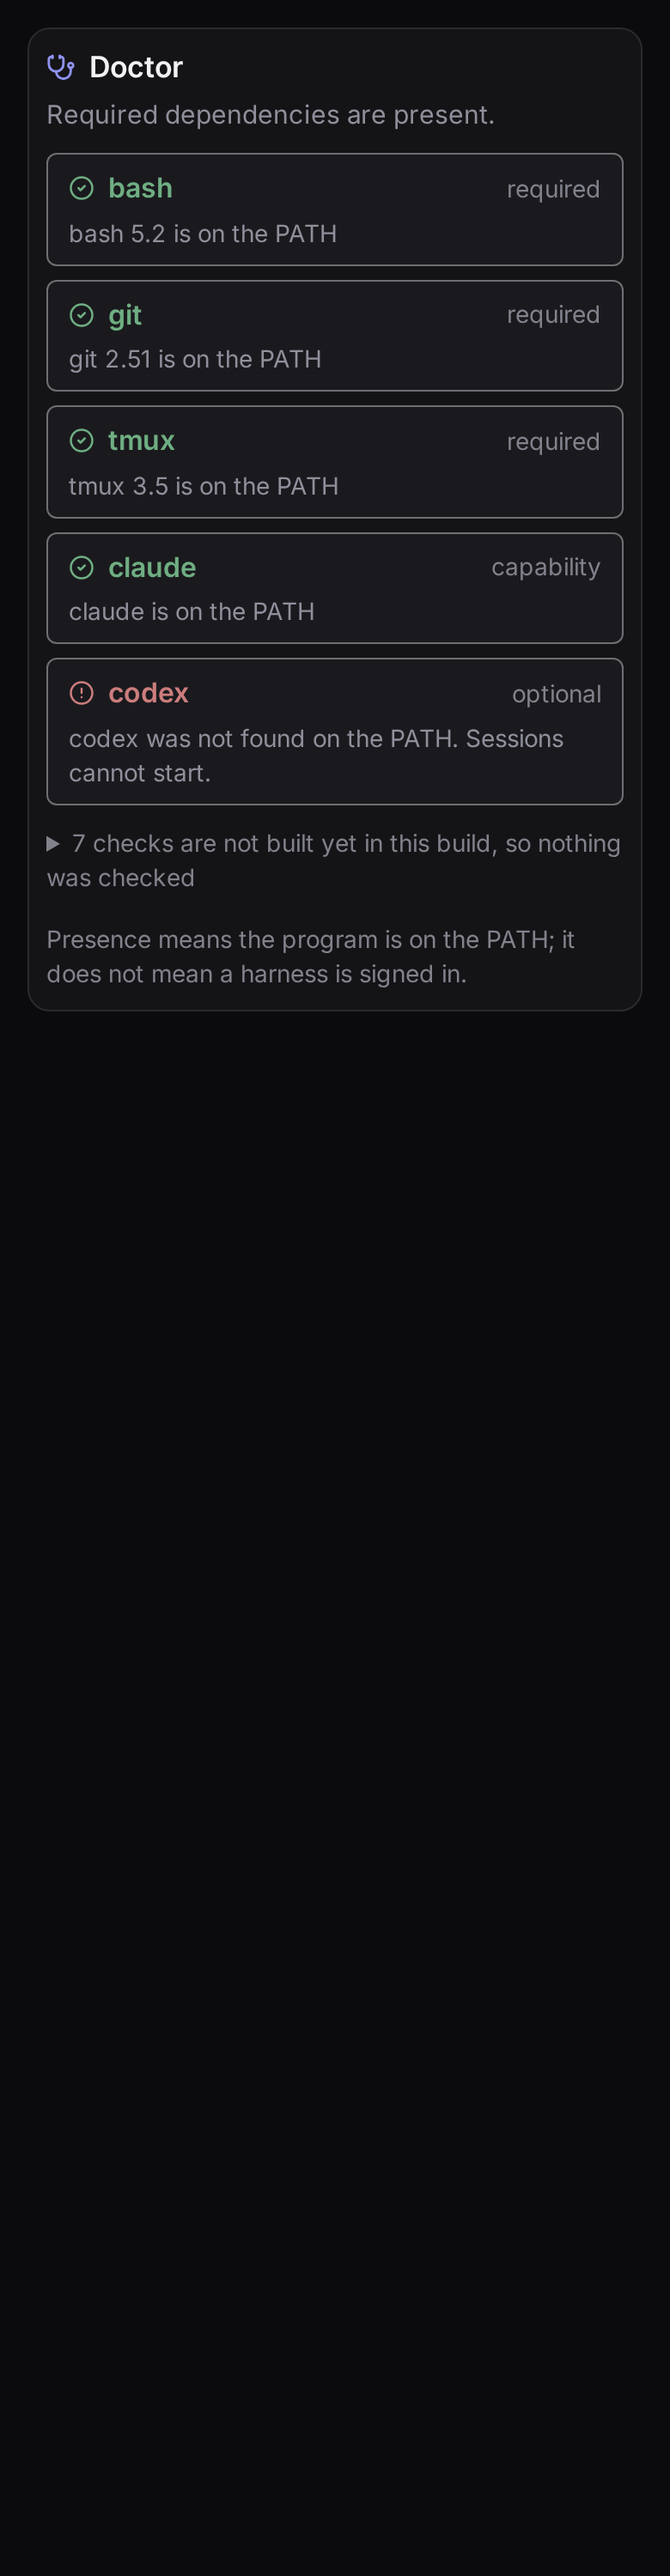 Doctor
Required dependencies are present.
bash required
bash 5.2 is on the PATH
git required
git 2.51 is on the PATH
tmux required
tmux 3.5 is on the PATH
claude capability
claude is on the PATH
codex optional
codex was not found on the PATH. Sessions
cannot start.
7 checks are not built yet in this build, so nothing
was checked
Presence means the program is on the PATH; it
does not mean a harness is signed in.